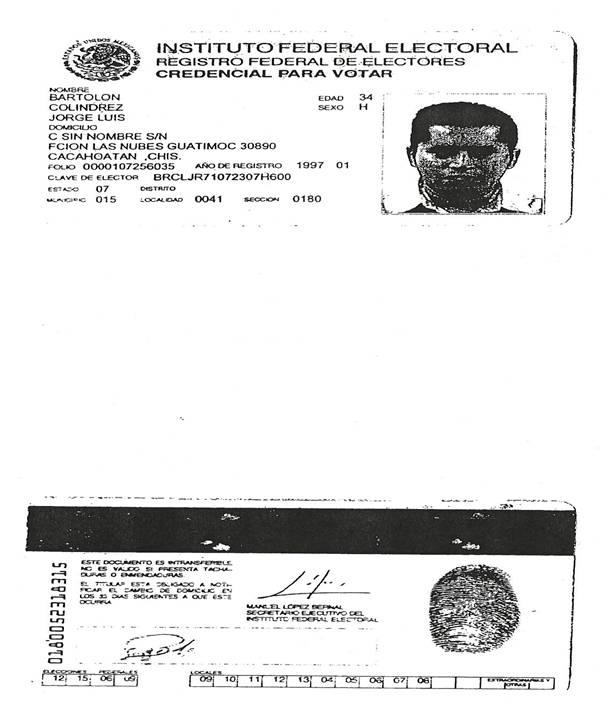 ESTADOS UNIDOS MEXICANOS
INSTITUTO FEDERAL ELECTORAL
REGISTRO FEDERAL DE ELECTORES
CREDENCIAL PARA VOTAR
NOMBRE
BARTOLON
COLINDREZ
JORGE LUIS
EDAD 34
SEXO H
DOMICILIO
C SIN NOMBRE S/N
FCION LAS NUBES GUATIMOC 30890
CACAHOATAN ,CHIS.
FOLIO 0000107256035 AÑO DE REGISTRO 1997 01
CLAVE DE ELECTOR BRCLJR71072307H600
ESTADO 07 DISTRITO
MUNICIPIO 015 LOCALIDAD 0041 SECCION 0180
ESTE DOCUMENTO ES INTRANSFERIBLE,
NO ES VALIDO SI PRESENTA TACHA-
DURAS O ENMENDADURAS.
EL TITULAR ESTA OBLIGADO A NOTI-
FICAR EL CAMBIO DE DOMICILIO EN
LOS 30 DIAS SIGUIENTES A QUE ESTE
OCURRA
MANUEL LOPEZ BERNAL
SECRETARIO EJECUTIVO DEL
INSTITUTO FEDERAL ELECTORAL
0180052318315
ELECCIONES FEDERALES
12 15 06 09
LOCALES
09 10 11 12 13 04 05 06 07 08
EXTRAORDINARIAS Y
OTRAS